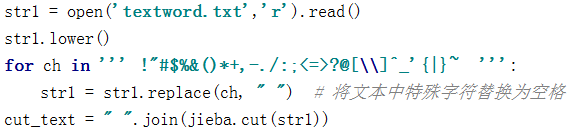 str1 = open('textword.txt','r').read()
str1.lower()
for ch in ''' !"#$%&()*+,-./:;<=>?@[\\]^_'{|}~  ''':
    str1 = str1.replace(ch, " ")  # 将文本中特殊字符替换为空格
cut_text = " ".join(jieba.cut(str1))